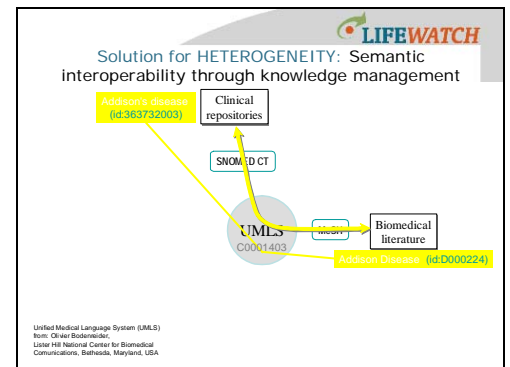 LIFEWATCH
Solution for HETEROGENEITY: Semantic
interoperability through knowledge management
Addison's disease
(id:363732003)
Clinical
repositories
SNOMED CT
UMLS
C0001403
MeSH
Biomedical
literature
Addison Disease (id:D000224)
Unified Medical Language System (UMLS)
from: Olivier Bodenreider,
Lister Hill National Center for Biomedical
Comunications, Bethesda, Maryland, USA